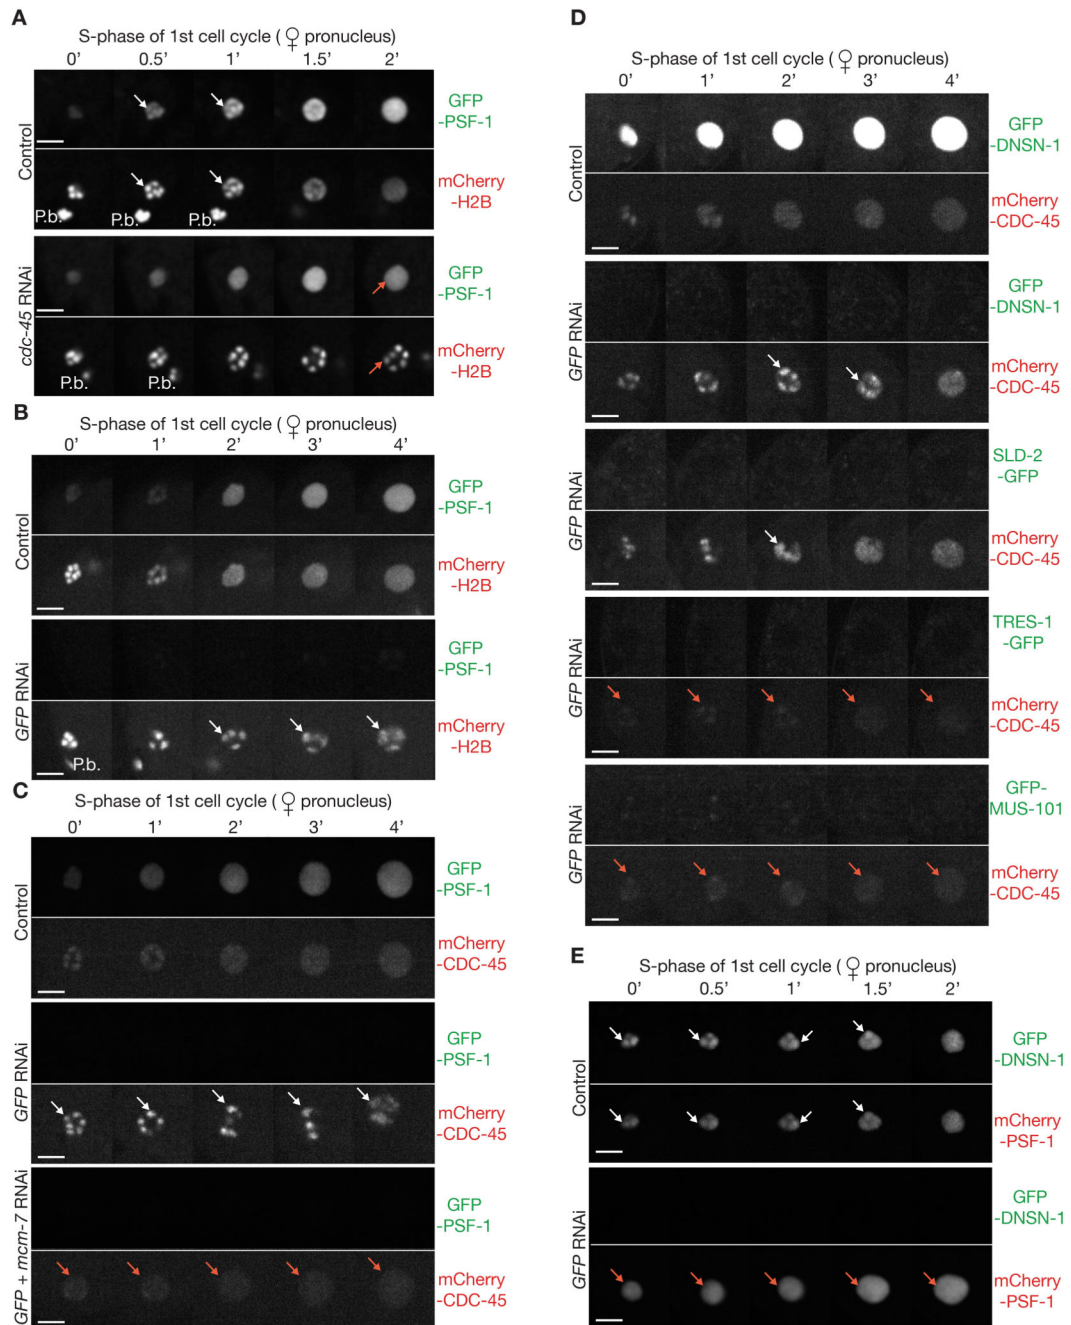 A
S-phase of 1st cell cycle (♀ pronucleus)
0' 0.5' 1' 1.5' 2'
Control
GFP
-PSF-1
mCherry
-H2B
P.b. P.b. P.b.
cdc-45 RNAi
GFP
-PSF-1
mCherry
-H2B
P.b. P.b.
B
S-phase of 1st cell cycle (♀ pronucleus)
0' 1' 2' 3' 4'
Control
GFP
-PSF-1
mCherry
-H2B
GFP RNAi
GFP
-PSF-1
mCherry
-H2B
P.b.
C
S-phase of 1st cell cycle (♀ pronucleus)
0' 1' 2' 3' 4'
Control
GFP
-PSF-1
mCherry
-CDC-45
GFP RNAi
GFP
-PSF-1
mCherry
-CDC-45
GFP + mcm-7 RNAi
GFP
-PSF-1
mCherry
-CDC-45
D
S-phase of 1st cell cycle (♀ pronucleus)
0' 1' 2' 3' 4'
Control
GFP
-DNSN-1
mCherry
-CDC-45
GFP RNAi
GFP
-DNSN-1
mCherry
-CDC-45
GFP RNAi
SLD-2
-GFP
mCherry
-CDC-45
GFP RNAi
TRES-1
-GFP
mCherry
-CDC-45
GFP RNAi
GFP-
MUS-101
mCherry
-CDC-45
E
S-phase of 1st cell cycle (♀ pronucleus)
0' 0.5' 1' 1.5' 2'
Control
GFP
-DNSN-1
mCherry
-PSF-1
GFP RNAi
GFP
-DNSN-1
mCherry
-PSF-1